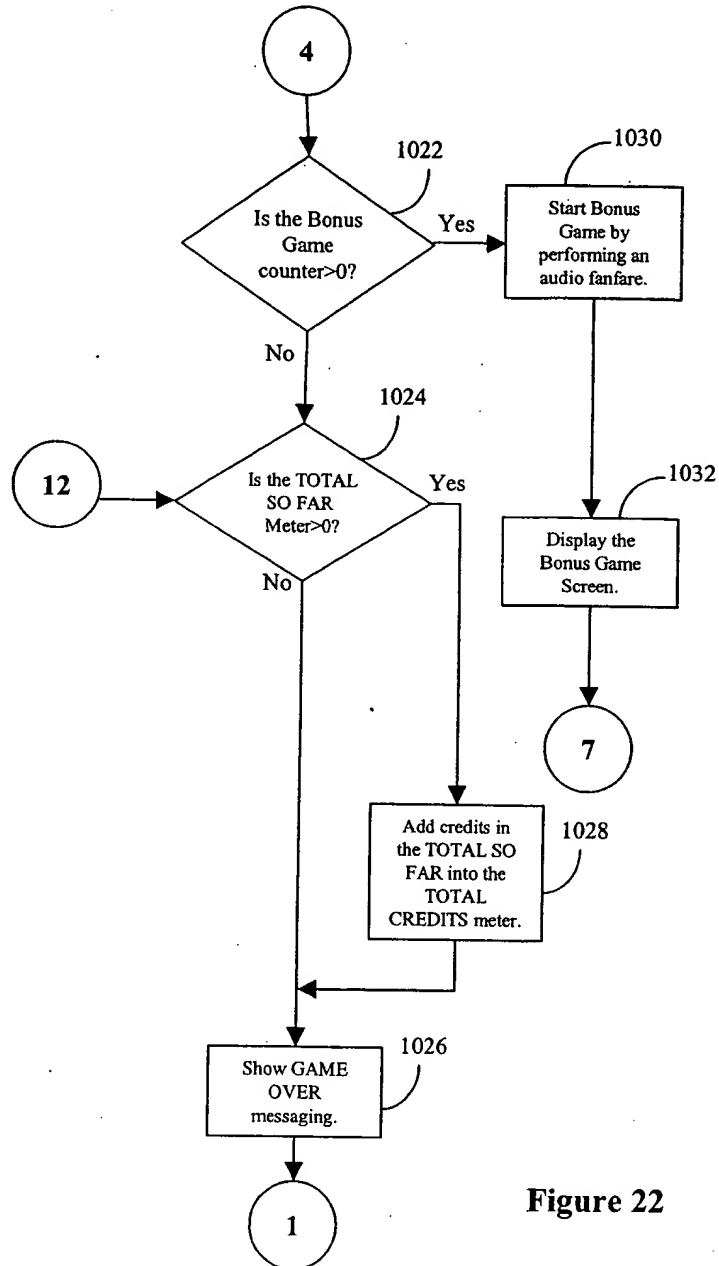 4
1022
Is the Bonus
Game
counter>0?
Yes
No
1030
Start Bonus
Game by
performing an
audio fanfare.
12
1024
Is the TOTAL
SO FAR
Meter>0?
Yes
No
1032
Display the
Bonus Game
Screen.
7
Add credits in
the TOTAL SO
FAR into the
TOTAL
CREDITS meter.
1028
Show GAME
OVER
messaging.
1026
1
Figure 22